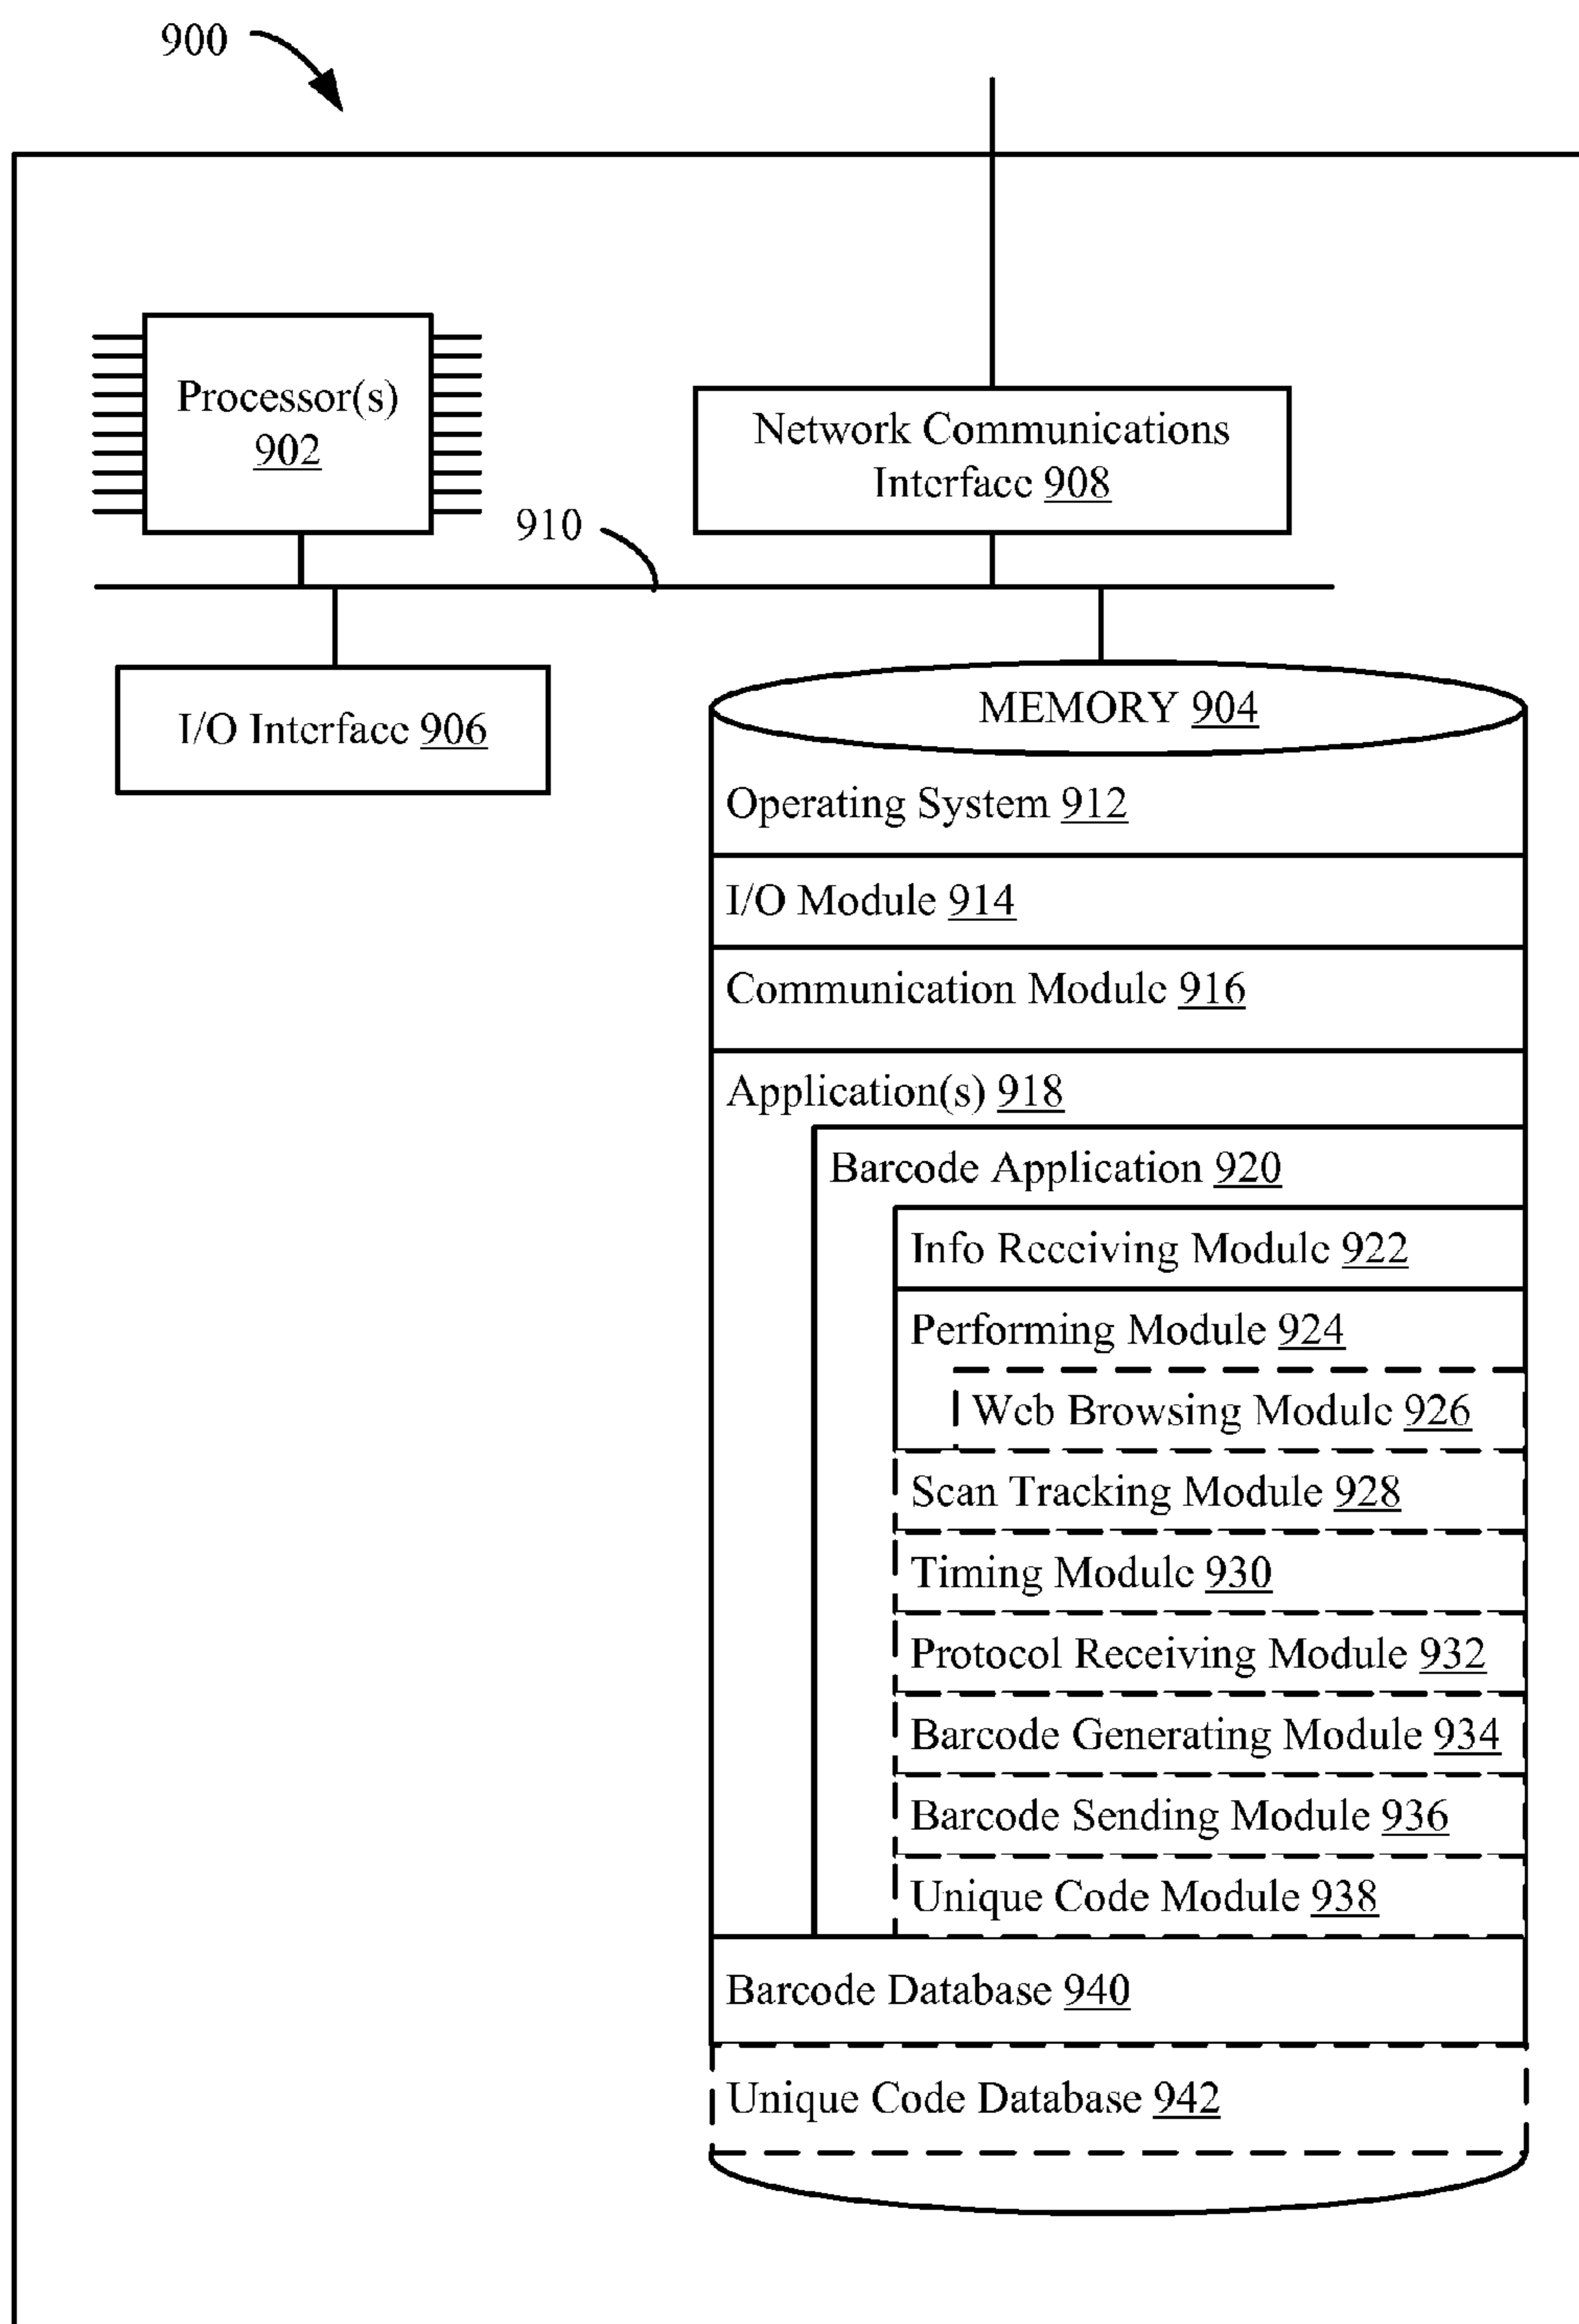 900
Processor(s)
902
Network Communications
Interface 908
910
I/O Interface 906
MEMORY 904
Operating System 912
I/O Module 914
Communication Module 916
Application(s) 918
Barcode Application 920
Info Receiving Module 922
Performing Module 924
Web Browsing Module 926
Scan Tracking Module 928
Timing Module 930
Protocol Receiving Module 932
Barcode Generating Module 934
Barcode Sending Module 936
Unique Code Module 938
Barcode Database 940
Unique Code Database 942